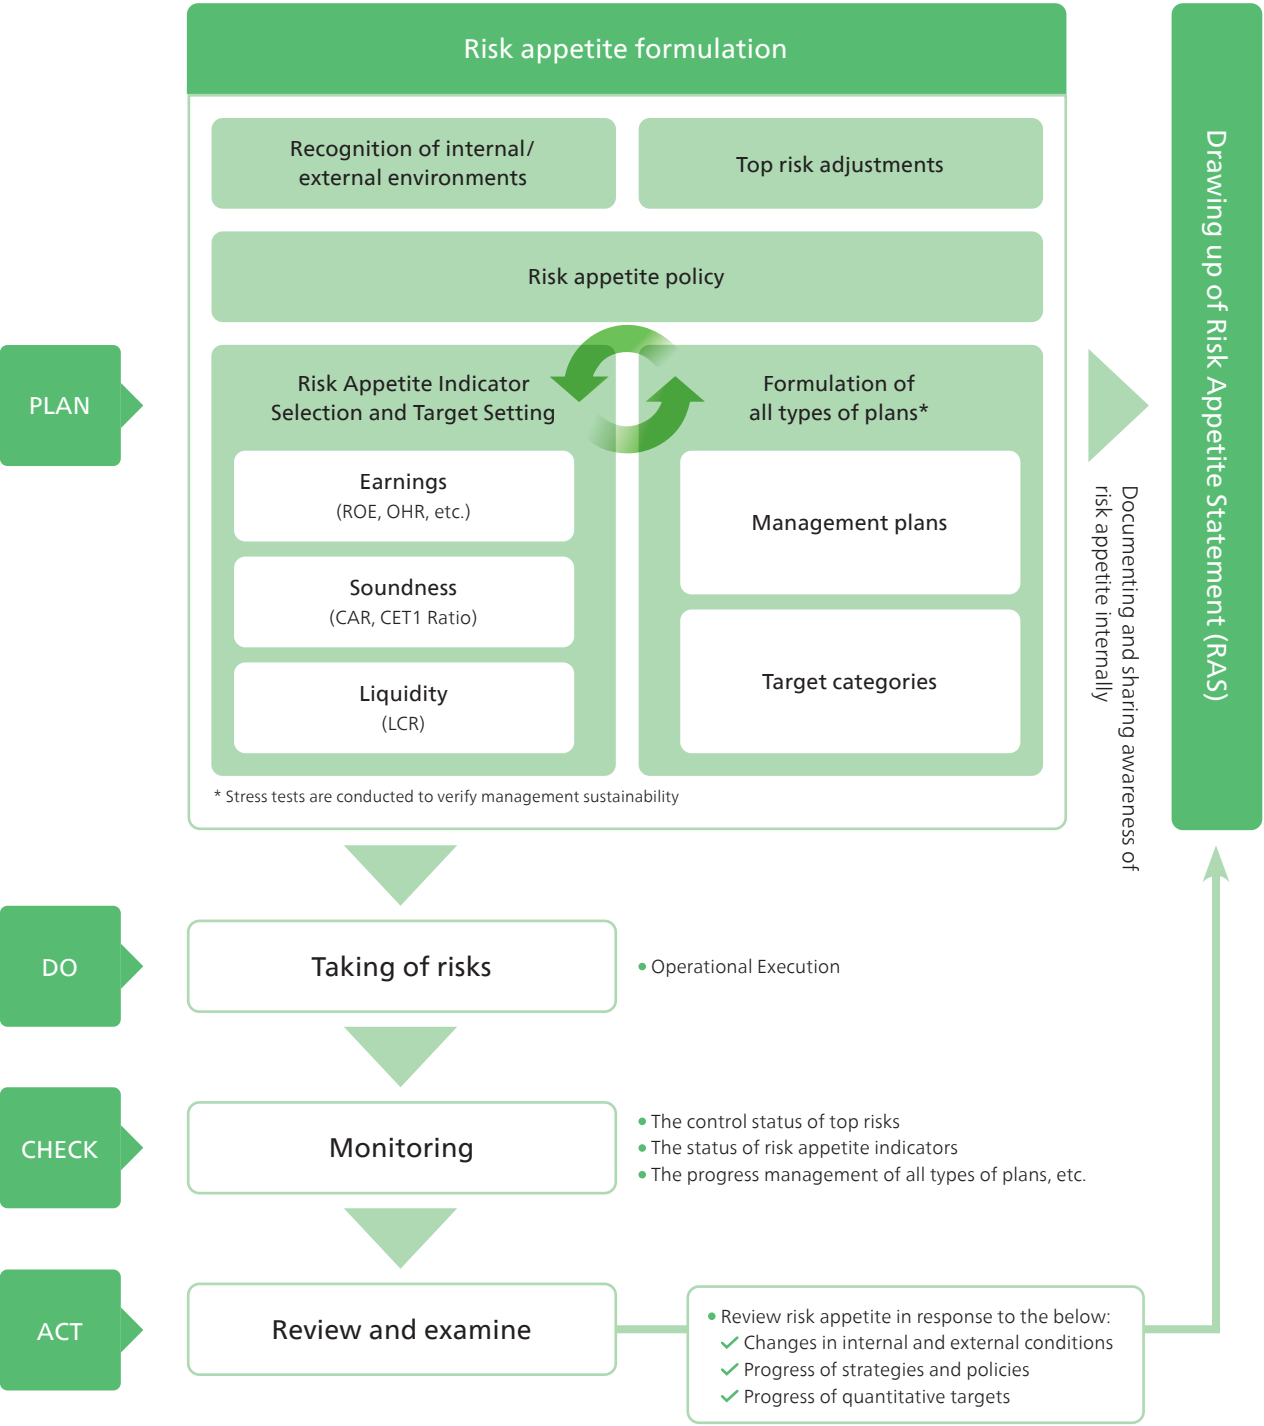 Risk appetite formulation
Recognition of internal/
external environments
Top risk adjustments
Risk appetite policy
PLAN
Risk Appetite Indicator
Selection and Target Setting
Earnings
(ROE, OHR, etc.)
Soundness
(CAR, CET1 Ratio)
Liquidity
(LCR)
Formulation of
all types of plans*
Management plans
Target categories
* Stress tests are conducted to verify management sustainability
Documenting and sharing awareness of
risk appetite internally
Drawing up of Risk Appetite Statement (RAS)
DO
Taking of risks
• Operational Execution
CHECK
Monitoring
• The control status of top risks
• The status of risk appetite indicators
• The progress management of all types of plans, etc.
ACT
Review and examine
• Review risk appetite in response to the below:
✓ Changes in internal and external conditions
✓ Progress of strategies and policies
✓ Progress of quantitative targets